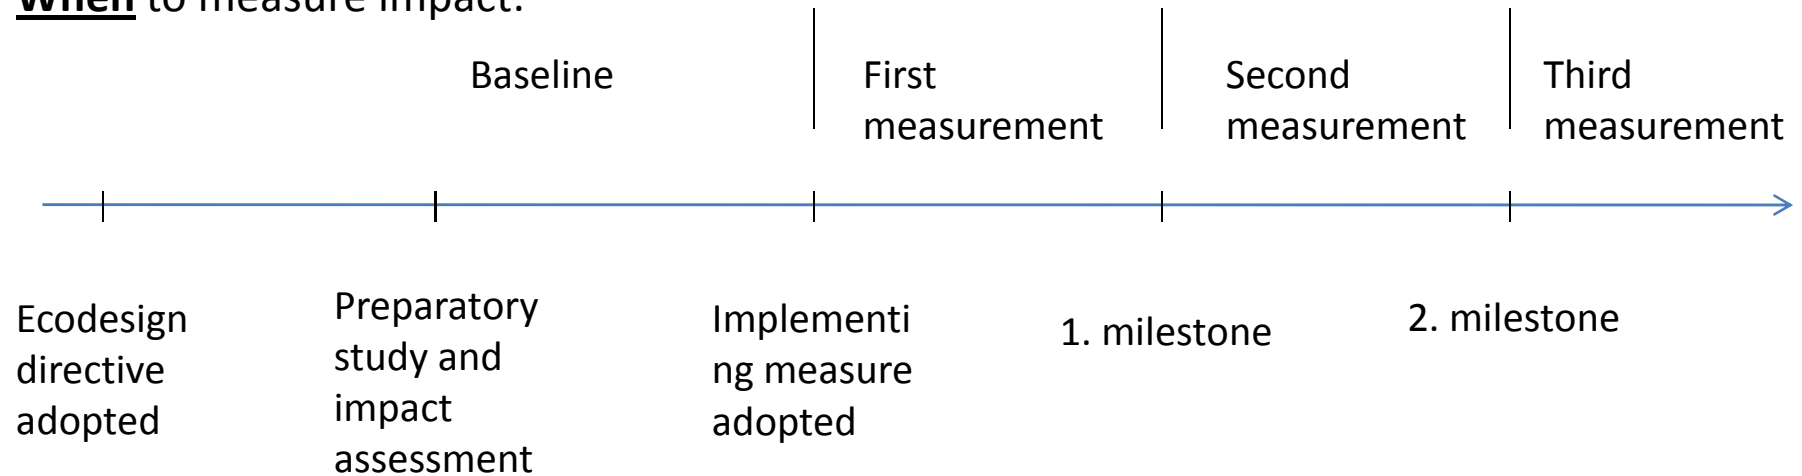 When to measure impact:
Baseline
First
measurement
Second
measurement
Third
measurement
Ecodesign
directive
adopted
Preparatory
study and
impact
assessment
Implementi
ng measure
adopted
1. milestone
2. milestone